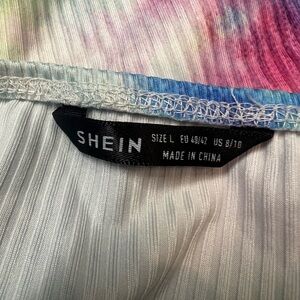 SHEIN
SIZE L EU 40/42 US 8/10
MADE IN CHINA